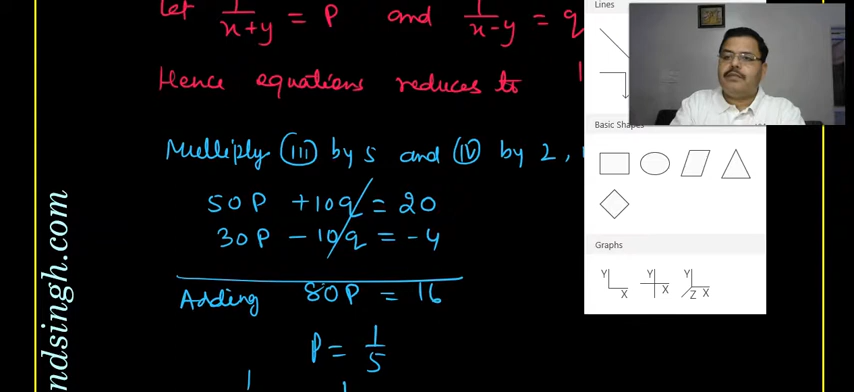 Let 1/x+y = P and 1/x-y = q
Hence equations reduces to
Multiply (III) by 5 and (IV) by 2,
50P + 10q = 20
30P - 10q = -4
Adding 80P = 16
P = 1/5
ndsingh.com
Lines
Basic Shapes
Graphs
Y X
Y X
Y Z X